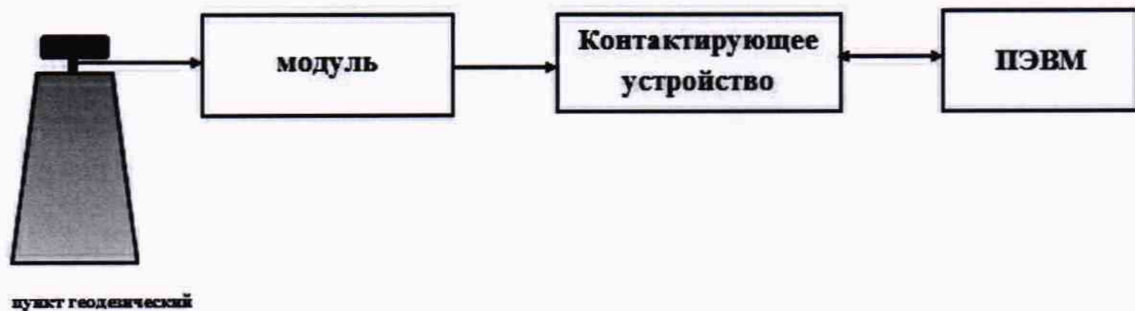 модуль
Контактирующее
устройство
ПЭВМ
пункт геодезический